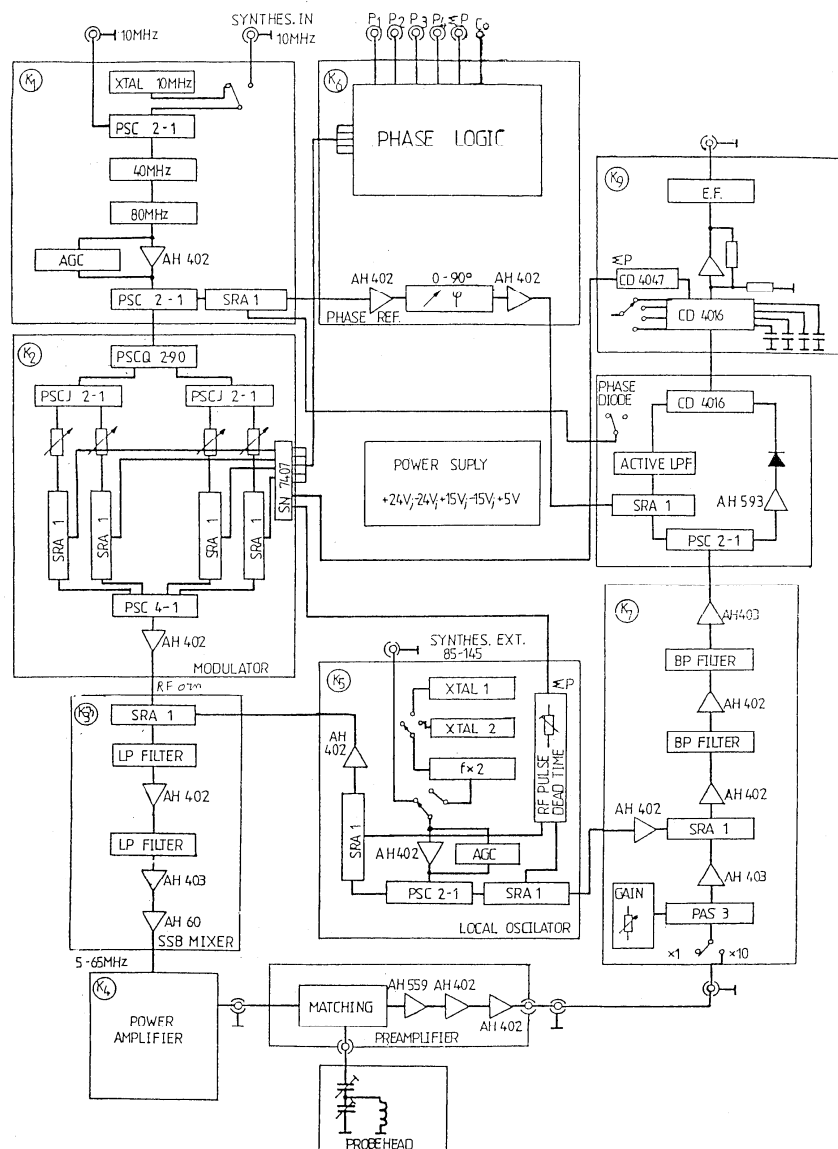 SYNTHES. IN
10MHz
10MHz
K1
XTAL 10MHz
PSC 2-1
40MHz
80MHz
AGC
AH 402
PSC 2-1
SRA 1
P1 P2 P3 P4 ΣP
K6
PHASE LOGIC
AH 402
0-90°
φ
AH 402
PHASE REF.
K9
E.F.
ΣP
CD 4047
CD 4016
K2
PSCQ 2-90
PSCJ 2-1
PSCJ 2-1
SRA 1
SRA 1
SRA 1
SRA 1
SN 7407
PSC 4-1
AH 402
MODULATOR
POWER SUPLY
+24V;-24V;+15V;-15V;+5V
PHASE
DIODE
CD 4016
ACTIVE LPF
SRA 1
AH 593
PSC 2-1
RF
K3
SRA 1
LP FILTER
AH 402
LP FILTER
AH 403
AH 60
SSB MIXER
SYNTHES. EXT.
85-145
K5
XTAL 1
XTAL 2
f×2
ΣP
RF PULSE
DEAD TIME
AH
402
SRA 1
AH402
AGC
PSC 2-1
SRA 1
LOCAL OSCILATOR
K7
AH403
BP FILTER
AH402
BP FILTER
AH 402
AH 402
SRA 1
AH 403
GAIN
PAS 3
×1
×10
5-65MHz
K4
POWER
AMPLIFIER
MATCHING
AH 559
AH 402
AH 402
PREAMPLIFIER
PROBEHEAD